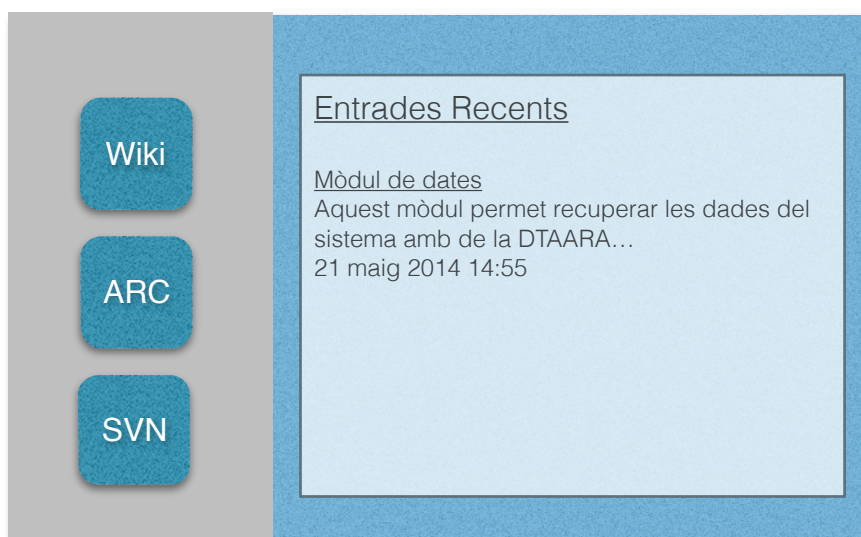 Wiki
ARC
SVN
Entrades Recents
Mòdul de dates
Aquest mòdul permet recuperar les dades del
sistema amb de la DTAARA…
21 maig 2014 14:55